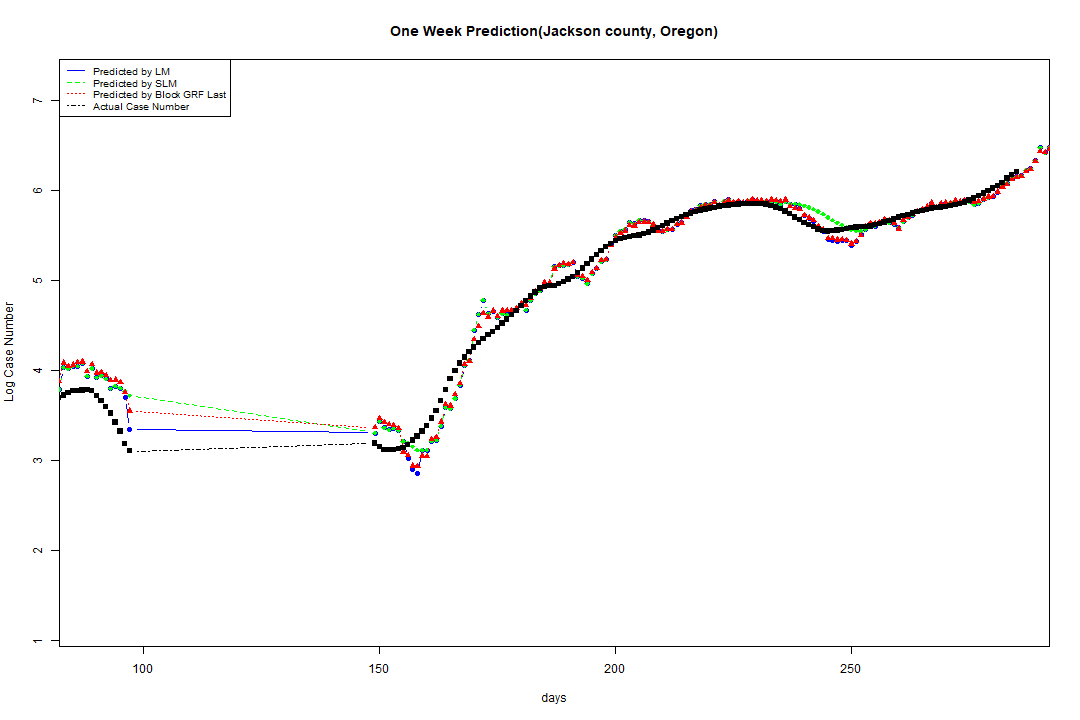 One Week Prediction(Jackson county, Oregon)
Predicted by LM
Predicted by SLM
Predicted by Block GRF Last
Actual Case Number
7
6
5
4
3
2
1
Log Case Number
100 150 200 250
days